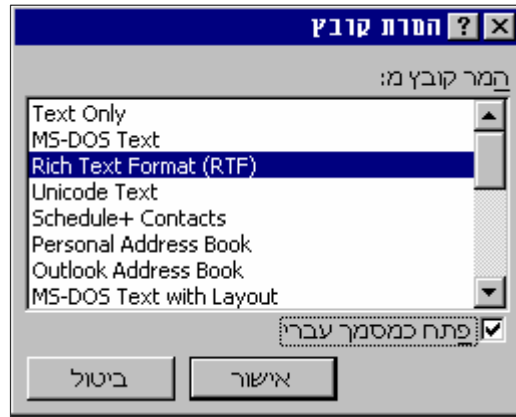 המרת קובץ
המר קובץ מ:
Text Only
MS-DOS Text
Rich Text Format (RTF)
Unicode Text
Schedule+ Contacts
Personal Address Book
Outlook Address Book
MS-DOS Text with Layout
פתח כמסמך עברי
אישור ביטול